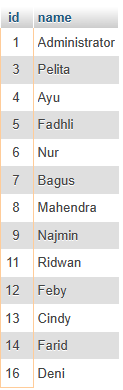 id name
1 Administrator
3 Pelita
4 Ayu
5 Fadhli
6 Nur
7 Bagus
8 Mahendra
9 Najmin
11 Ridwan
12 Feby
13 Cindy
14 Farid
16 Deni